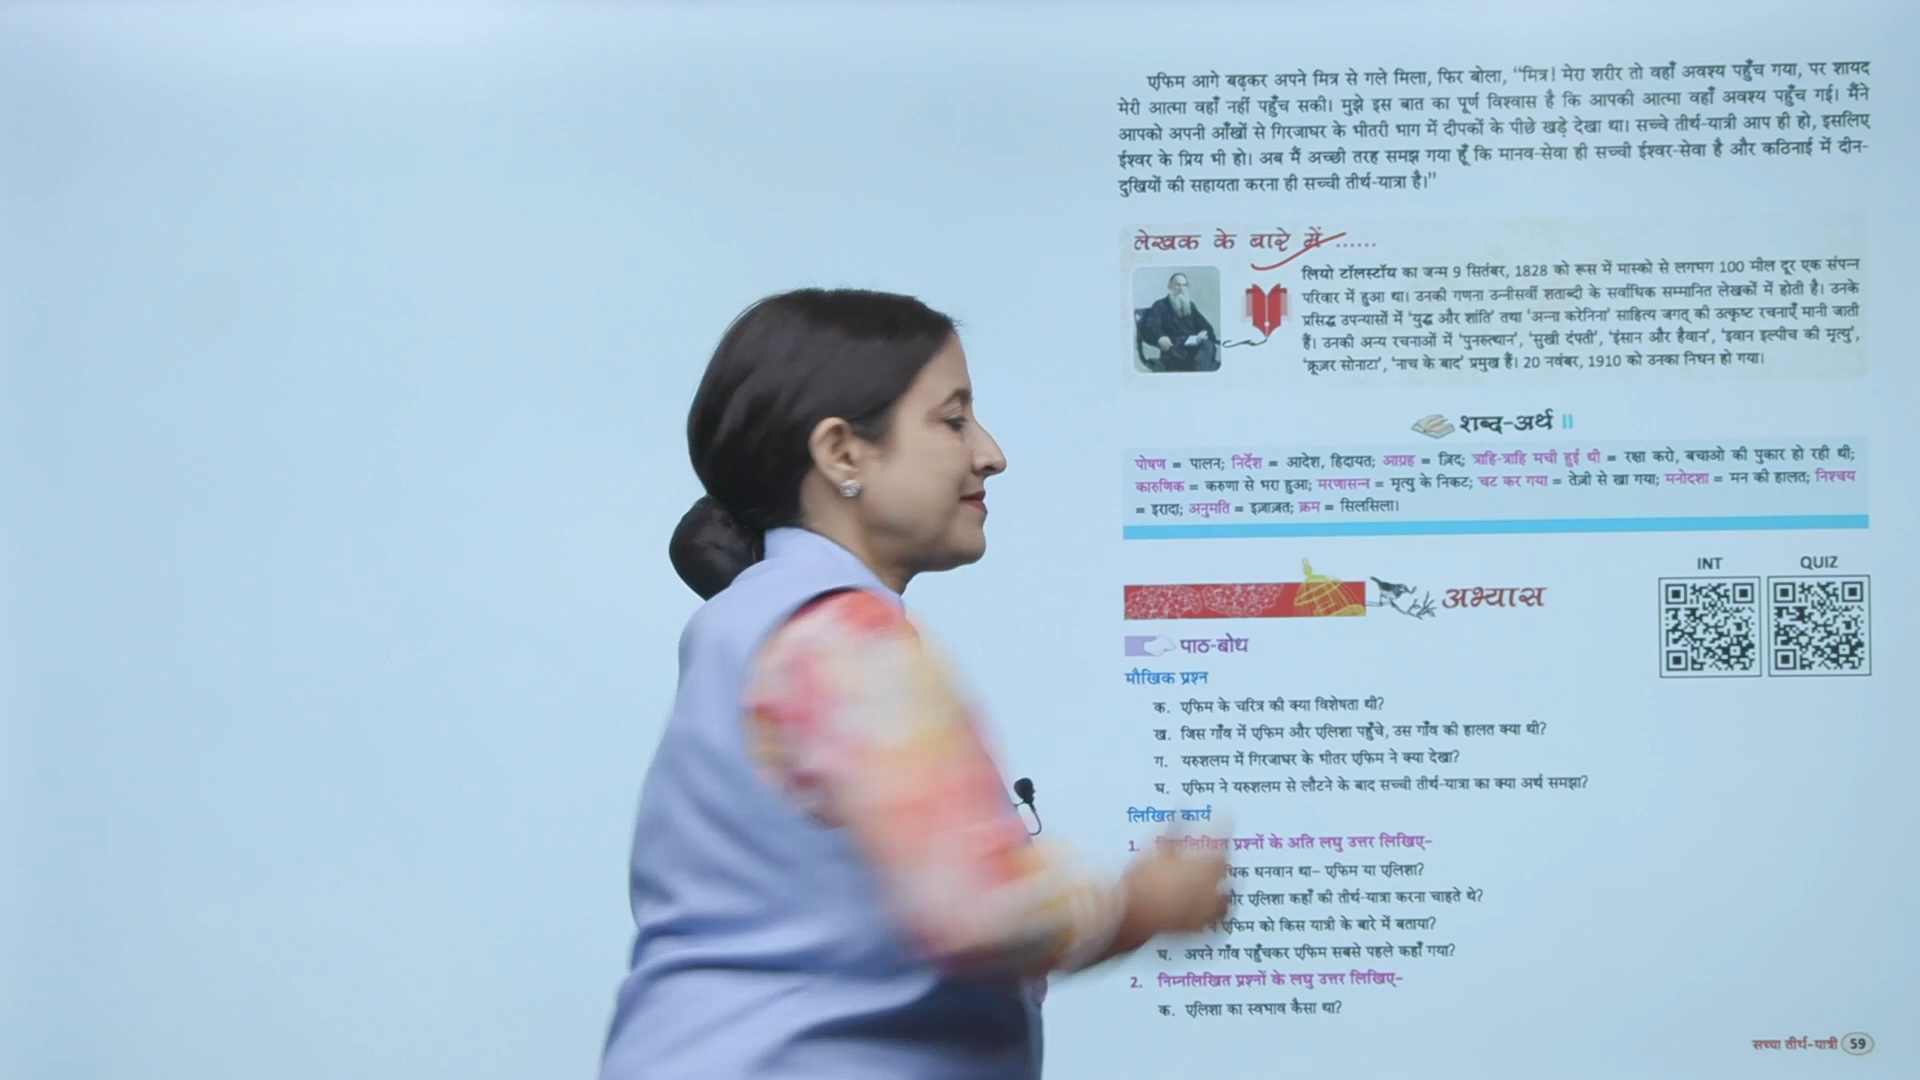 एफिम आगे बढ़कर अपने मित्र से गले मिला, फिर बोला, “मित्र! मेरा शरीर तो वहाँ अवश्य पहुँच गया, पर शायद
मेरी आत्मा वहाँ नहीं पहुँच सकी। मुझे इस बात का पूर्ण विश्वास है कि आपकी आत्मा वहाँ अवश्य पहुँच गई। मैंने
आपको अपनी आँखों से गिरजाघर के भीतरी भाग में दीपकों के पीछे खड़े देखा था। सच्चे तीर्थ-यात्री आप ही हो, इसलिए
ईश्वर के प्रिय भी हो। अब मैं अच्छी तरह समझ गया हूँ कि मानव-सेवा ही सच्ची ईश्वर-सेवा है और कठिनाई में दीन-
दुखियों की सहायता करना ही सच्ची तीर्थ-यात्रा है।”
लेखक के बारे में ......
लियो टॉलस्टॉय का जन्म 9 सितंबर, 1828 को रूस में मास्को से लगभग 100 मील दूर एक संपन्न
परिवार में हुआ था। उनकी गणना उन्नीसवीं शताब्दी के सर्वाधिक सम्मानित लेखकों में होती है। उनके
प्रसिद्ध उपन्यासों में ‘युद्ध और शांति’ तथा ‘अन्ना करेनिना’ साहित्य जगत् की उत्कृष्ट रचनाएँ मानी जाती
हैं। उनकी अन्य रचनाओं में ‘पुनरुत्थान’, ‘सुखी दंपती’, ‘इंसान और हैवान’, ‘इवान इल्पीच की मृत्यु’,
‘क्रूज़र सोनाटा’, ‘नाच के बाद’ प्रमुख हैं। 20 नवंबर, 1910 को उनका निधन हो गया।
शब्द-अर्थ
पोषण = पालन; निर्देश = आदेश, हिदायत; आग्रह = ज़िद; त्राहि-त्राहि मची हुई थी = रक्षा करो, बचाओ की पुकार हो रही थी;
कारुणिक = करुणा से भरा हुआ; मरणासन्न = मृत्यु के निकट; चट कर गया = तेज़ी से खा गया; मनोदशा = मन की हालत; निश्चय
= इरादा; अनुमति = इज़ाज़त; क्रम = सिलसिला।
INT QUIZ
अभ्यास
पाठ-बोध
मौखिक प्रश्न
क. एफिम के चरित्र की क्या विशेषता थी?
ख. जिस गाँव में एफिम और एलिशा पहुँचे, उस गाँव की हालत क्या थी?
ग. यरुशलम में गिरजाघर के भीतर एफिम ने क्या देखा?
घ. एफिम ने यरुशलम से लौटने के बाद सच्ची तीर्थ-यात्रा का क्या अर्थ समझा?
लिखित कार्य
1. निम्नलिखित प्रश्नों के अति लघु उत्तर लिखिए–
धिक धनवान था– एफिम या एलिशा?
और एलिशा कहाँ की तीर्थ-यात्रा करना चाहते थे?
एफिम को किस यात्री के बारे में बताया?
घ. अपने गाँव पहुँचकर एफिम सबसे पहले कहाँ गया?
2. निम्नलिखित प्रश्नों के लघु उत्तर लिखिए–
क. एलिशा का स्वभाव कैसा था?
सच्चा तीर्थ-यात्री 59